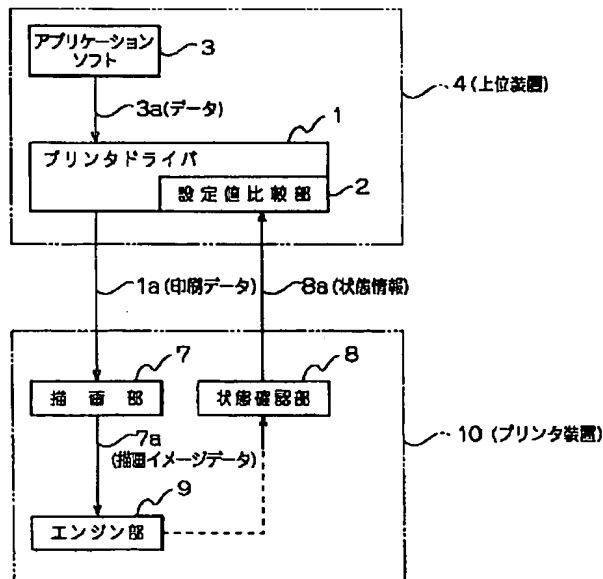 アプリケーション
ソフト
3
3a(データ)
4(上位装置)
1
プリンタドライバ
設定値比較部
2
1a(印刷データ)
8a(状態情報)
7
8
描画部
状態確認部
7a
(描画イメージデータ)
10(プリンタ装置)
9
エンジン部